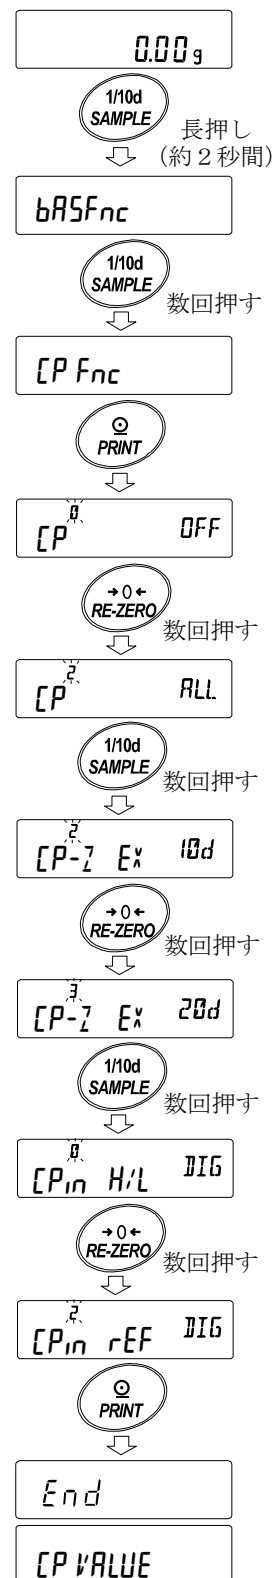 0.00 g
1/10d
SAMPLE
長押し
(約２秒間)
bASFnc
1/10d
SAMPLE
数回押す
CP Fnc
PRINT
0
CP OFF
→0←
RE-ZERO
数回押す
2
CP ALL
1/10d
SAMPLE
数回押す
2
CP-Z Ex 10d
→0←
RE-ZERO
数回押す
3
CP-Z Ex 20d
1/10d
SAMPLE
数回押す
0
CPin H/L DIG
→0←
RE-ZERO
数回押す
2
CPin rEF DIG
PRINT
End
CP VALUE